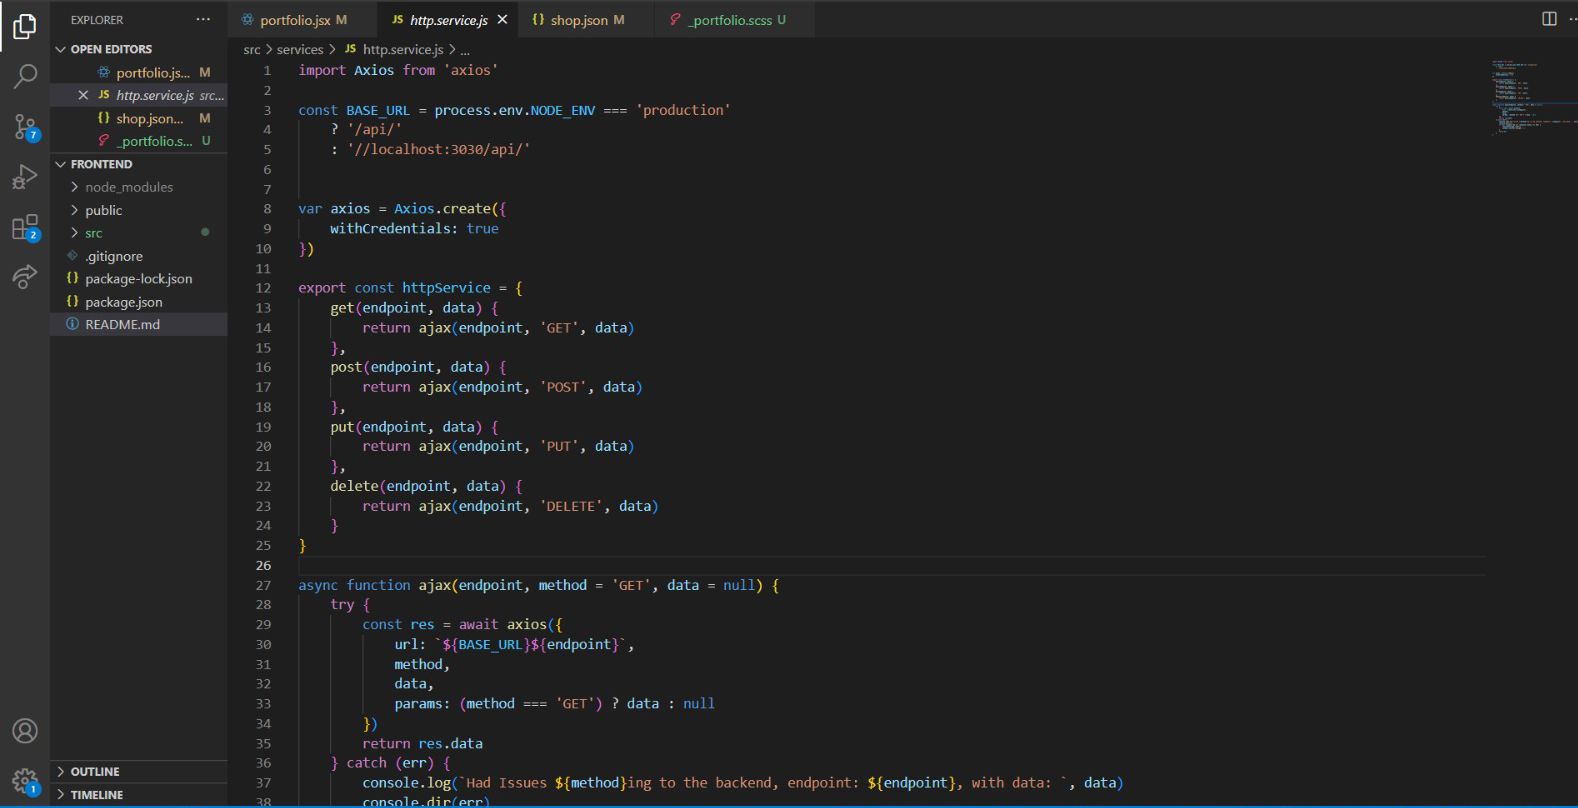 EXPLORER
OPEN EDITORS
portfolio.js... M
JS http.service.js src...
{} shop.json... M
_portfolio.s... U
FRONTEND
node_modules
public
src
.gitignore
{} package-lock.json
{} package.json
README.md
OUTLINE
TIMELINE
7
2
1
portfolio.jsx M
JS http.service.js
{} shop.json M
_portfolio.scss U
src > services > JS http.service.js > ...
1 import Axios from 'axios'
2
3 const BASE_URL = process.env.NODE_ENV === 'production'
4     ? '/api/'
5     : '//localhost:3030/api/'
6
7
8 var axios = Axios.create({
9     withCredentials: true
10 })
11
12 export const httpService = {
13     get(endpoint, data) {
14         return ajax(endpoint, 'GET', data)
15     },
16     post(endpoint, data) {
17         return ajax(endpoint, 'POST', data)
18     },
19     put(endpoint, data) {
20         return ajax(endpoint, 'PUT', data)
21     },
22     delete(endpoint, data) {
23         return ajax(endpoint, 'DELETE', data)
24     }
25 }
26
27 async function ajax(endpoint, method = 'GET', data = null) {
28     try {
29         const res = await axios({
30             url: `${BASE_URL}${endpoint}`,
31             method,
32             data,
33             params: (method === 'GET') ? data : null
34         })
35         return res.data
36     } catch (err) {
37         console.log(`Had Issues ${method}ing to the backend, endpoint: ${endpoint}, with data: `, data)
38         console.dir(err)